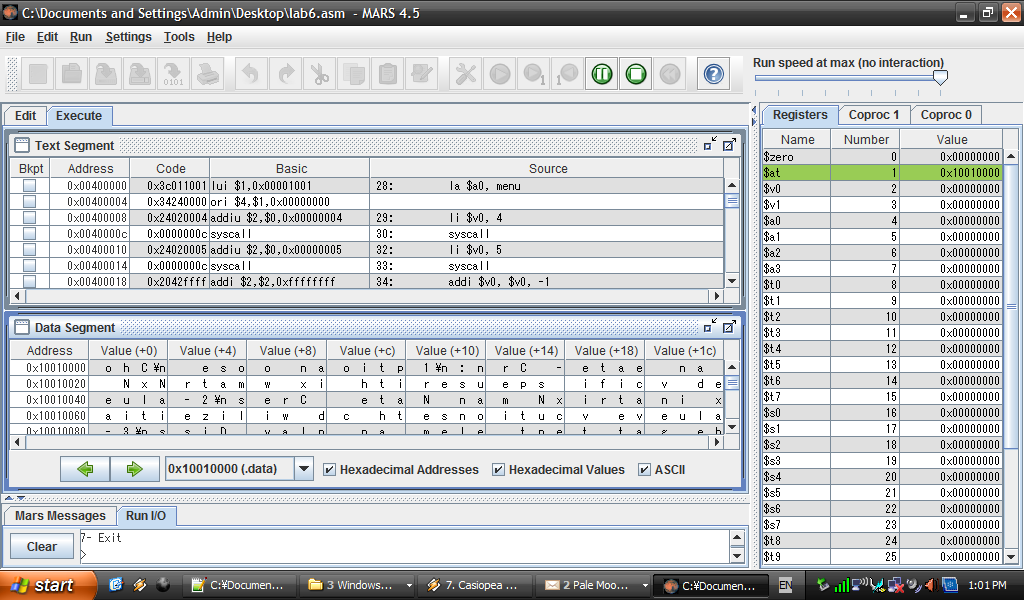 C:\Documents and Settings\Admin\Desktop\lab6.asm - MARS 4.5
File Edit Run Settings Tools Help
Run speed at max (no interaction)
Edit Execute
Registers Coproc 1 Coproc 0
Text Segment
Bkpt Address Code Basic Source
0x00400000 0x3c011001 lui $1,0x00001001 28: la $a0, menu
0x00400004 0x34240000 ori $4,$1,0x00000000
0x00400008 0x24020004 addiu $2,$0,0x00000004 29: li $v0, 4
0x0040000c 0x0000000c syscall 30: syscall
0x00400010 0x24020005 addiu $2,$0,0x00000005 32: li $v0, 5
0x00400014 0x0000000c syscall 33: syscall
0x00400018 0x2042ffff addi $2,$2,0xffffffff 34: addi $v0, $v0, -1
Data Segment
Address Value (+0) Value (+4) Value (+8) Value (+c) Value (+10) Value (+14) Value (+18) Value (+1c)
0x10010000 o h C ¥n e s o o n a o i t p 1 ¥n : n r C - e t a e n a
0x10010020 N x N r t a m w x i h t i r e s u e p s i f i c v d e
0x10010040 e u l a - 2 ¥n s e r C e t a N n a m N x i r t a n i x
0x10010060 a i t i e z i l i w d c h t e s n o i t u c v e v e u l a
0x10010080
0x10010000 (.data)
Hexadecimal Addresses Hexadecimal Values ASCII
Mars Messages Run I/O
Clear
7- Exit
>
Name Number Value
$zero 0 0x00000000
$at 1 0x10010000
$v0 2 0x00000000
$v1 3 0x00000000
$a0 4 0x00000000
$a1 5 0x00000000
$a2 6 0x00000000
$a3 7 0x00000000
$t0 8 0x00000000
$t1 9 0x00000000
$t2 10 0x00000000
$t3 11 0x00000000
$t4 12 0x00000000
$t5 13 0x00000000
$t6 14 0x00000000
$t7 15 0x00000000
$s0 16 0x00000000
$s1 17 0x00000000
$s2 18 0x00000000
$s3 19 0x00000000
$s4 20 0x00000000
$s5 21 0x00000000
$s6 22 0x00000000
$s7 23 0x00000000
$t8 24 0x00000000
$t9 25 0x00000000
start C:¥Documen... 3 Windows... 7. Casiopea ... 2 Pale Moo... C:¥Documen... EN 1:01 PM